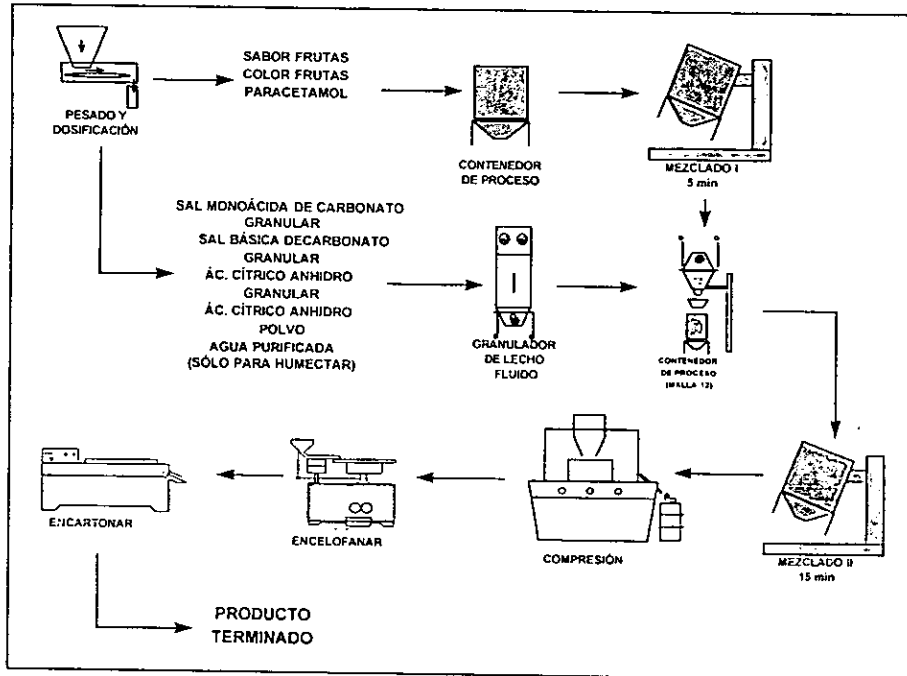 PESADO Y
DOSIFICACIÓN
SABOR FRUTAS
COLOR FRUTAS
PARACETAMOL
CONTENEDOR
DE PROCESO
MEZCLADO I
5 min
SAL MONOÁCIDA DE CARBONATO
GRANULAR
SAL BÁSICA DECARBONATO
GRANULAR
ÁC. CÍTRICO ANHIDRO
GRANULAR
ÁC. CÍTRICO ANHIDRO
POLVO
AGUA PURIFICADA
(SÓLO PARA HUMECTAR)
GRANULADOR
DE LECHO
FLUIDO
CONTENEDOR
DE PROCESO
(MALLA 12)
MEZCLADO II
15 min
COMPRESIÓN
ENCELOFANAR
ENCARTONAR
PRODUCTO
TERMINADO